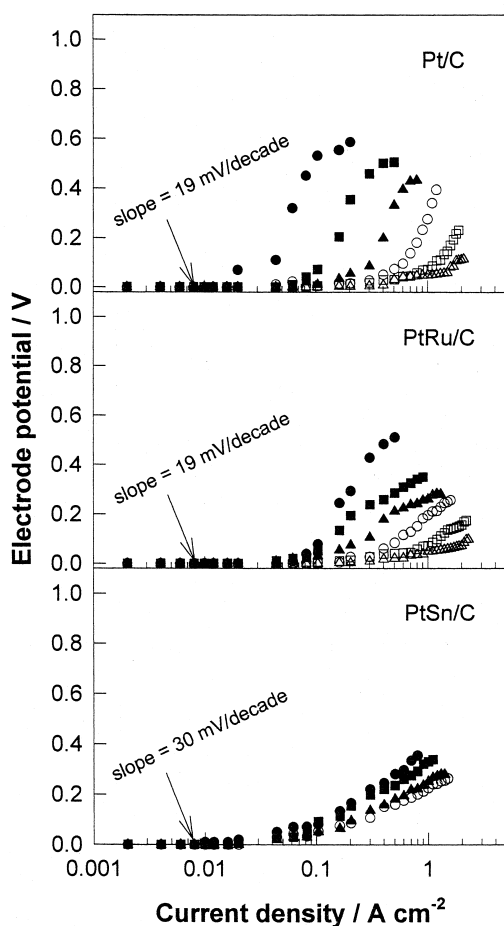 1.0
Pt/C
0.8
0.6
slope = 19 mV/decade
0.4
0.2
0.0
1.0
PtRu/C
0.8
0.6
slope = 19 mV/decade
0.4
0.2
0.0
1.0
PtSn/C
0.8
0.6
slope = 30 mV/decade
0.4
0.2
0.0
0.001
0.01
0.1
1
Electrode potential / V
Current density / A cm⁻²